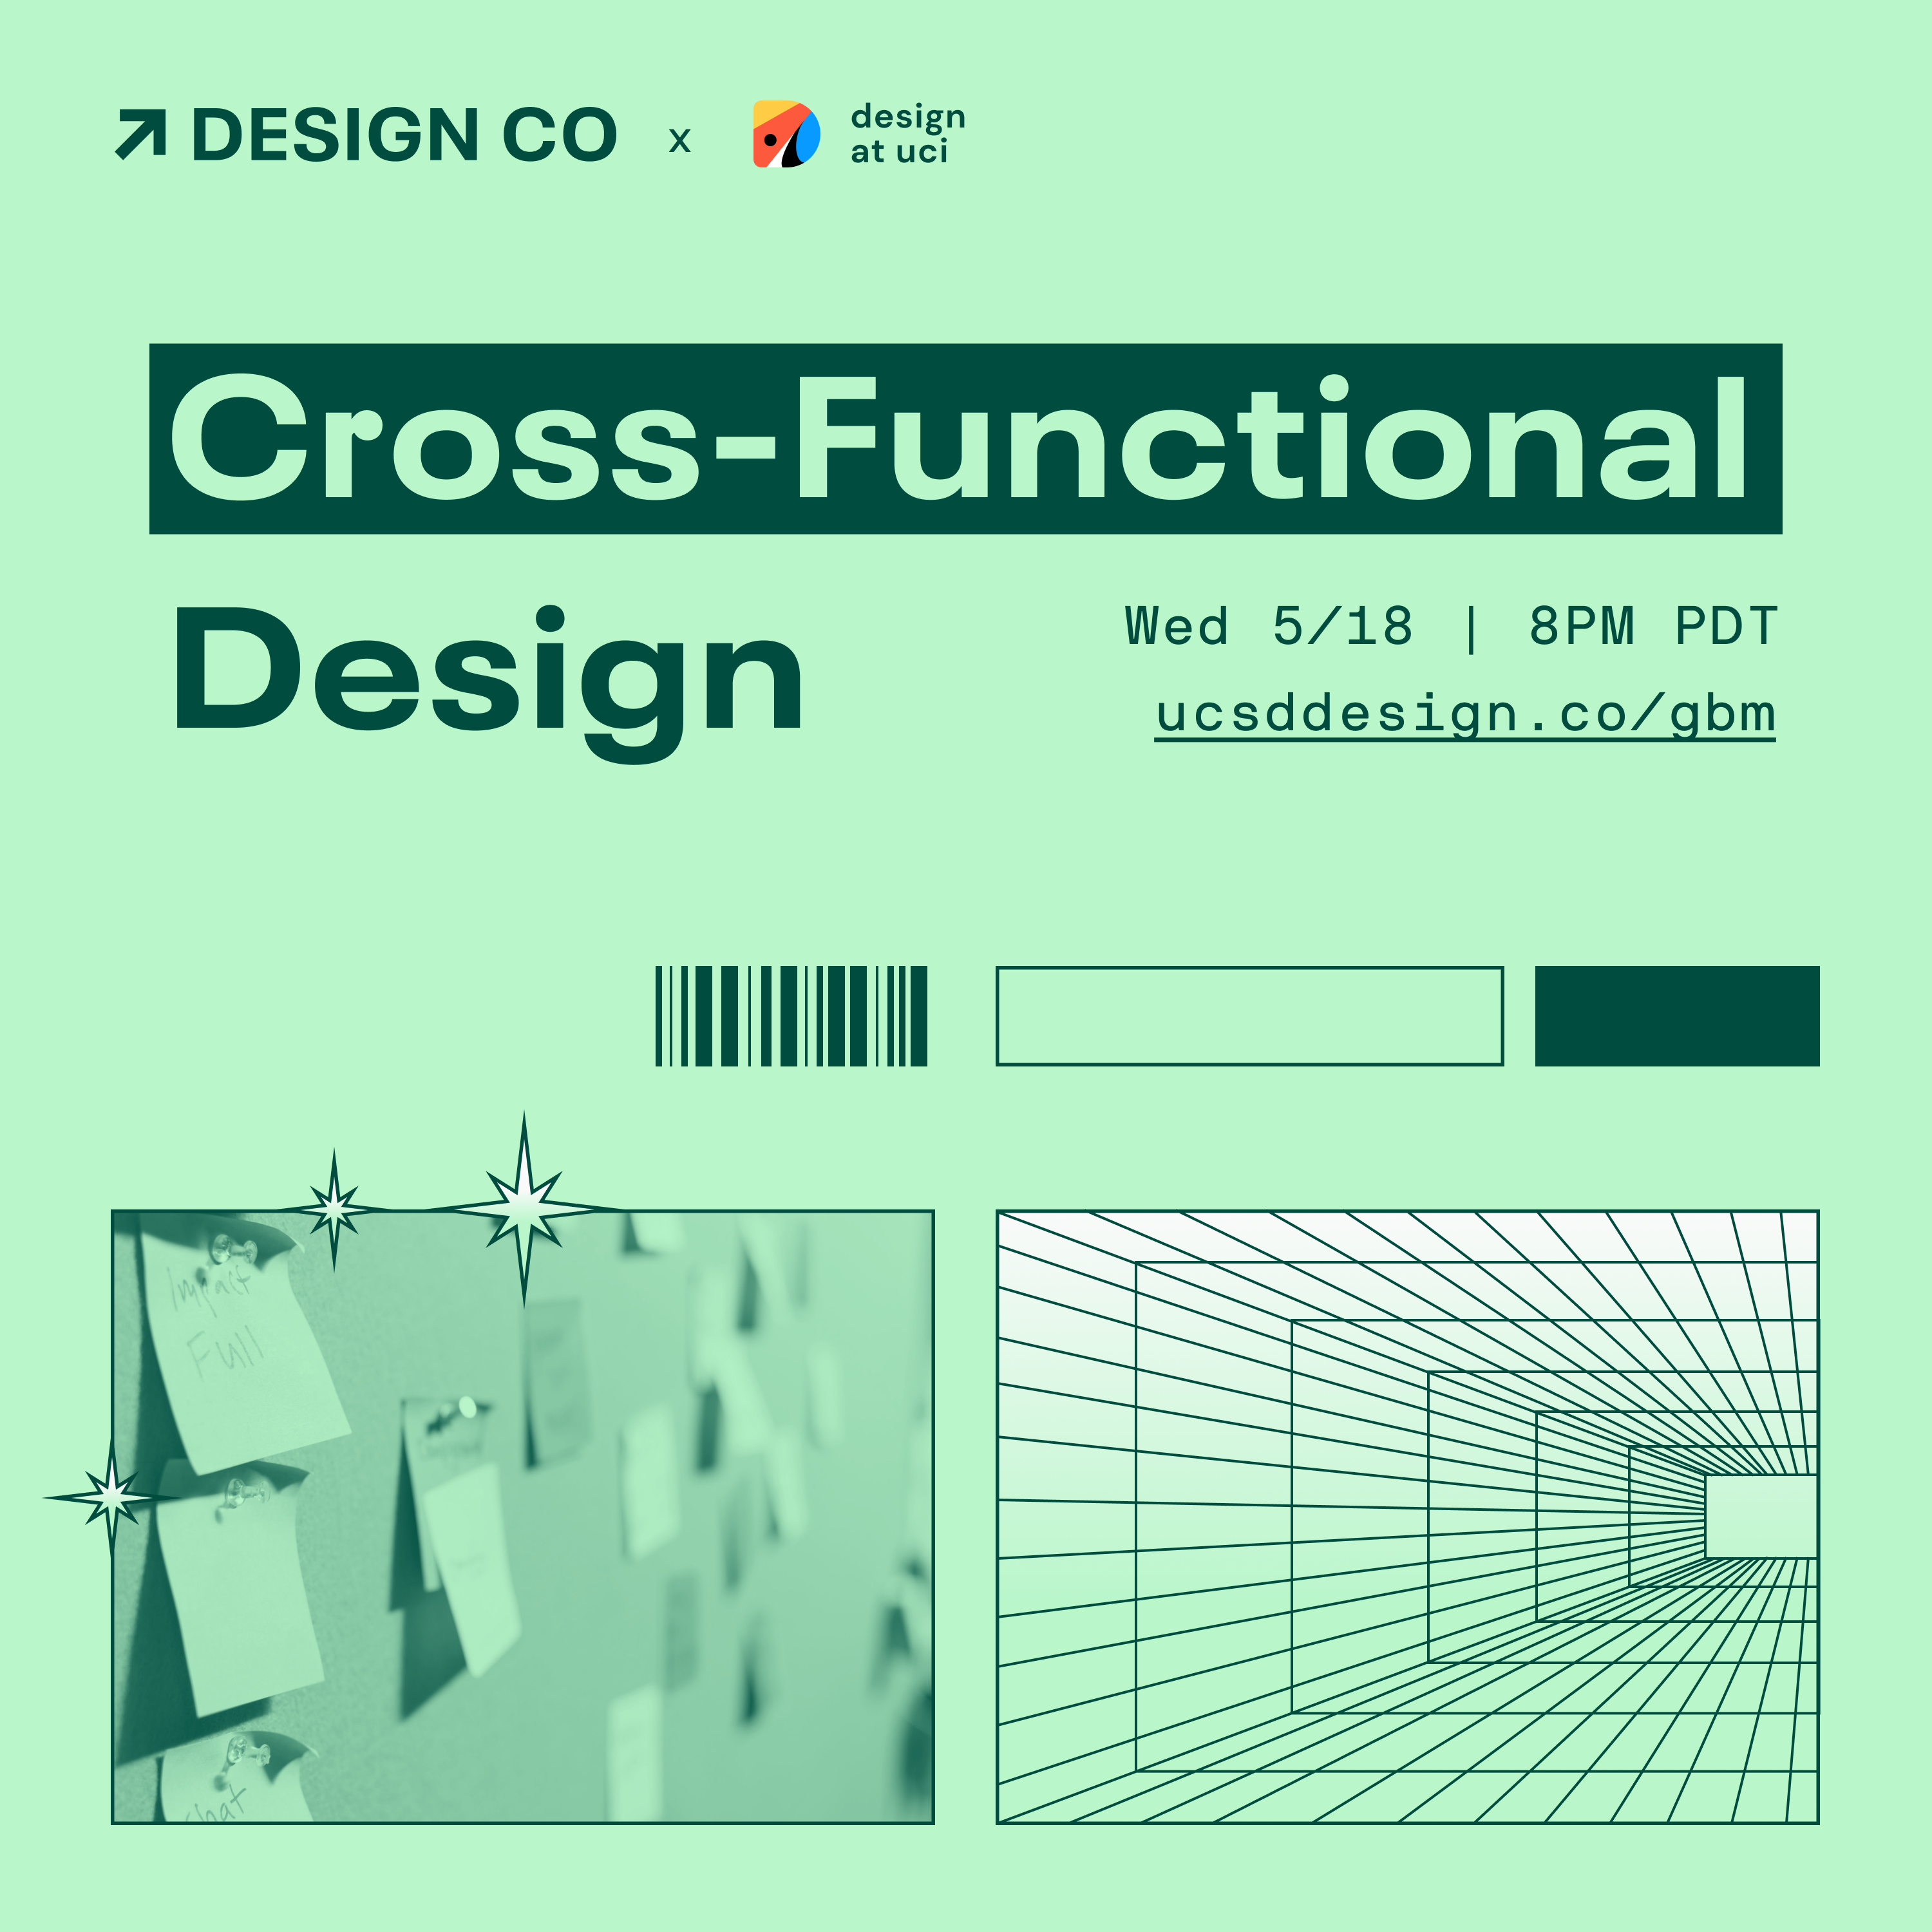 DESIGN CO x design
at uci
Cross-Functional
Design
Wed 5/18 | 8PM PDT
ucsddesign.co/gbm
Impact
Full